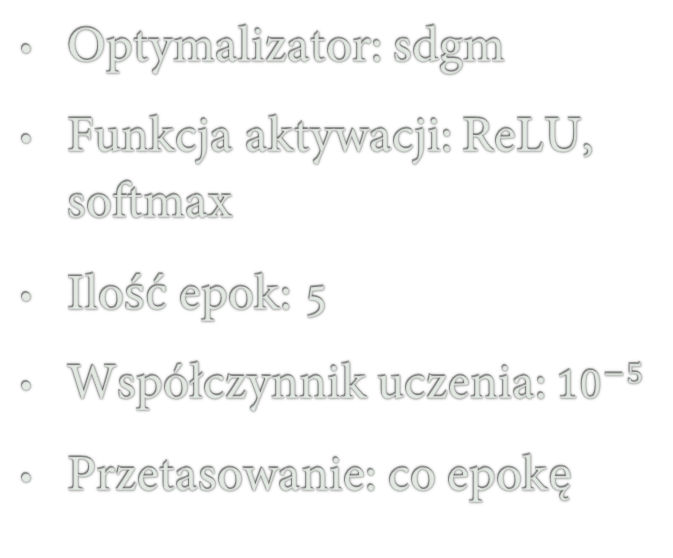 • Optymalizator: sdgm
• Funkcja aktywacji: ReLU,
softmax
• Ilość epok: 5
• Współczynnik uczenia: 10⁻⁵
• Przetasowanie: co epokę